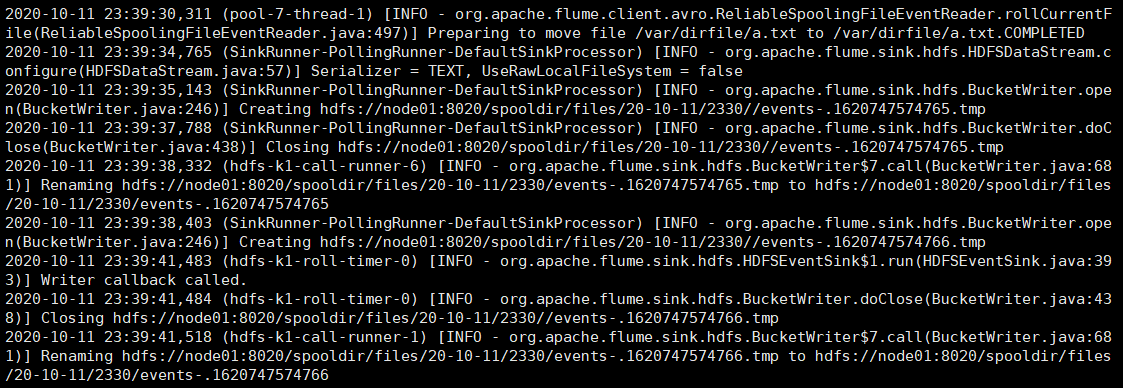 2020-10-11 23:39:30,311 (pool-7-thread-1) [INFO - org.apache.flume.client.avro.ReliableSpoolingFileEventReader.rollCurrentF
ile(ReliableSpoolingFileEventReader.java:497)] Preparing to move file /var/dirfile/a.txt to /var/dirfile/a.txt.COMPLETED
2020-10-11 23:39:34,765 (SinkRunner-PollingRunner-DefaultSinkProcessor) [INFO - org.apache.flume.sink.hdfs.HDFSDataStream.c
onfigure(HDFSDataStream.java:57)] Serializer = TEXT, UseRawLocalFileSystem = false
2020-10-11 23:39:35,143 (SinkRunner-PollingRunner-DefaultSinkProcessor) [INFO - org.apache.flume.sink.hdfs.BucketWriter.ope
n(BucketWriter.java:246)] Creating hdfs://node01:8020/spooldir/files/20-10-11/2330//events-.1620747574765.tmp
2020-10-11 23:39:37,788 (SinkRunner-PollingRunner-DefaultSinkProcessor) [INFO - org.apache.flume.sink.hdfs.BucketWriter.doC
lose(BucketWriter.java:438)] Closing hdfs://node01:8020/spooldir/files/20-10-11/2330//events-.1620747574765.tmp
2020-10-11 23:39:38,332 (hdfs-k1-call-runner-6) [INFO - org.apache.flume.sink.hdfs.BucketWriter$7.call(BucketWriter.java:68
1)] Renaming hdfs://node01:8020/spooldir/files/20-10-11/2330/events-.1620747574765.tmp to hdfs://node01:8020/spooldir/files
/20-10-11/2330/events-.1620747574765
2020-10-11 23:39:38,403 (SinkRunner-PollingRunner-DefaultSinkProcessor) [INFO - org.apache.flume.sink.hdfs.BucketWriter.ope
n(BucketWriter.java:246)] Creating hdfs://node01:8020/spooldir/files/20-10-11/2330//events-.1620747574766.tmp
2020-10-11 23:39:41,483 (hdfs-k1-roll-timer-0) [INFO - org.apache.flume.sink.hdfs.HDFSEventSink$1.run(HDFSEventSink.java:39
3)] Writer callback called.
2020-10-11 23:39:41,484 (hdfs-k1-roll-timer-0) [INFO - org.apache.flume.sink.hdfs.BucketWriter.doClose(BucketWriter.java:43
8)] Closing hdfs://node01:8020/spooldir/files/20-10-11/2330//events-.1620747574766.tmp
2020-10-11 23:39:41,518 (hdfs-k1-call-runner-1) [INFO - org.apache.flume.sink.hdfs.BucketWriter$7.call(BucketWriter.java:68
1)] Renaming hdfs://node01:8020/spooldir/files/20-10-11/2330/events-.1620747574766.tmp to hdfs://node01:8020/spooldir/files
/20-10-11/2330/events-.1620747574766